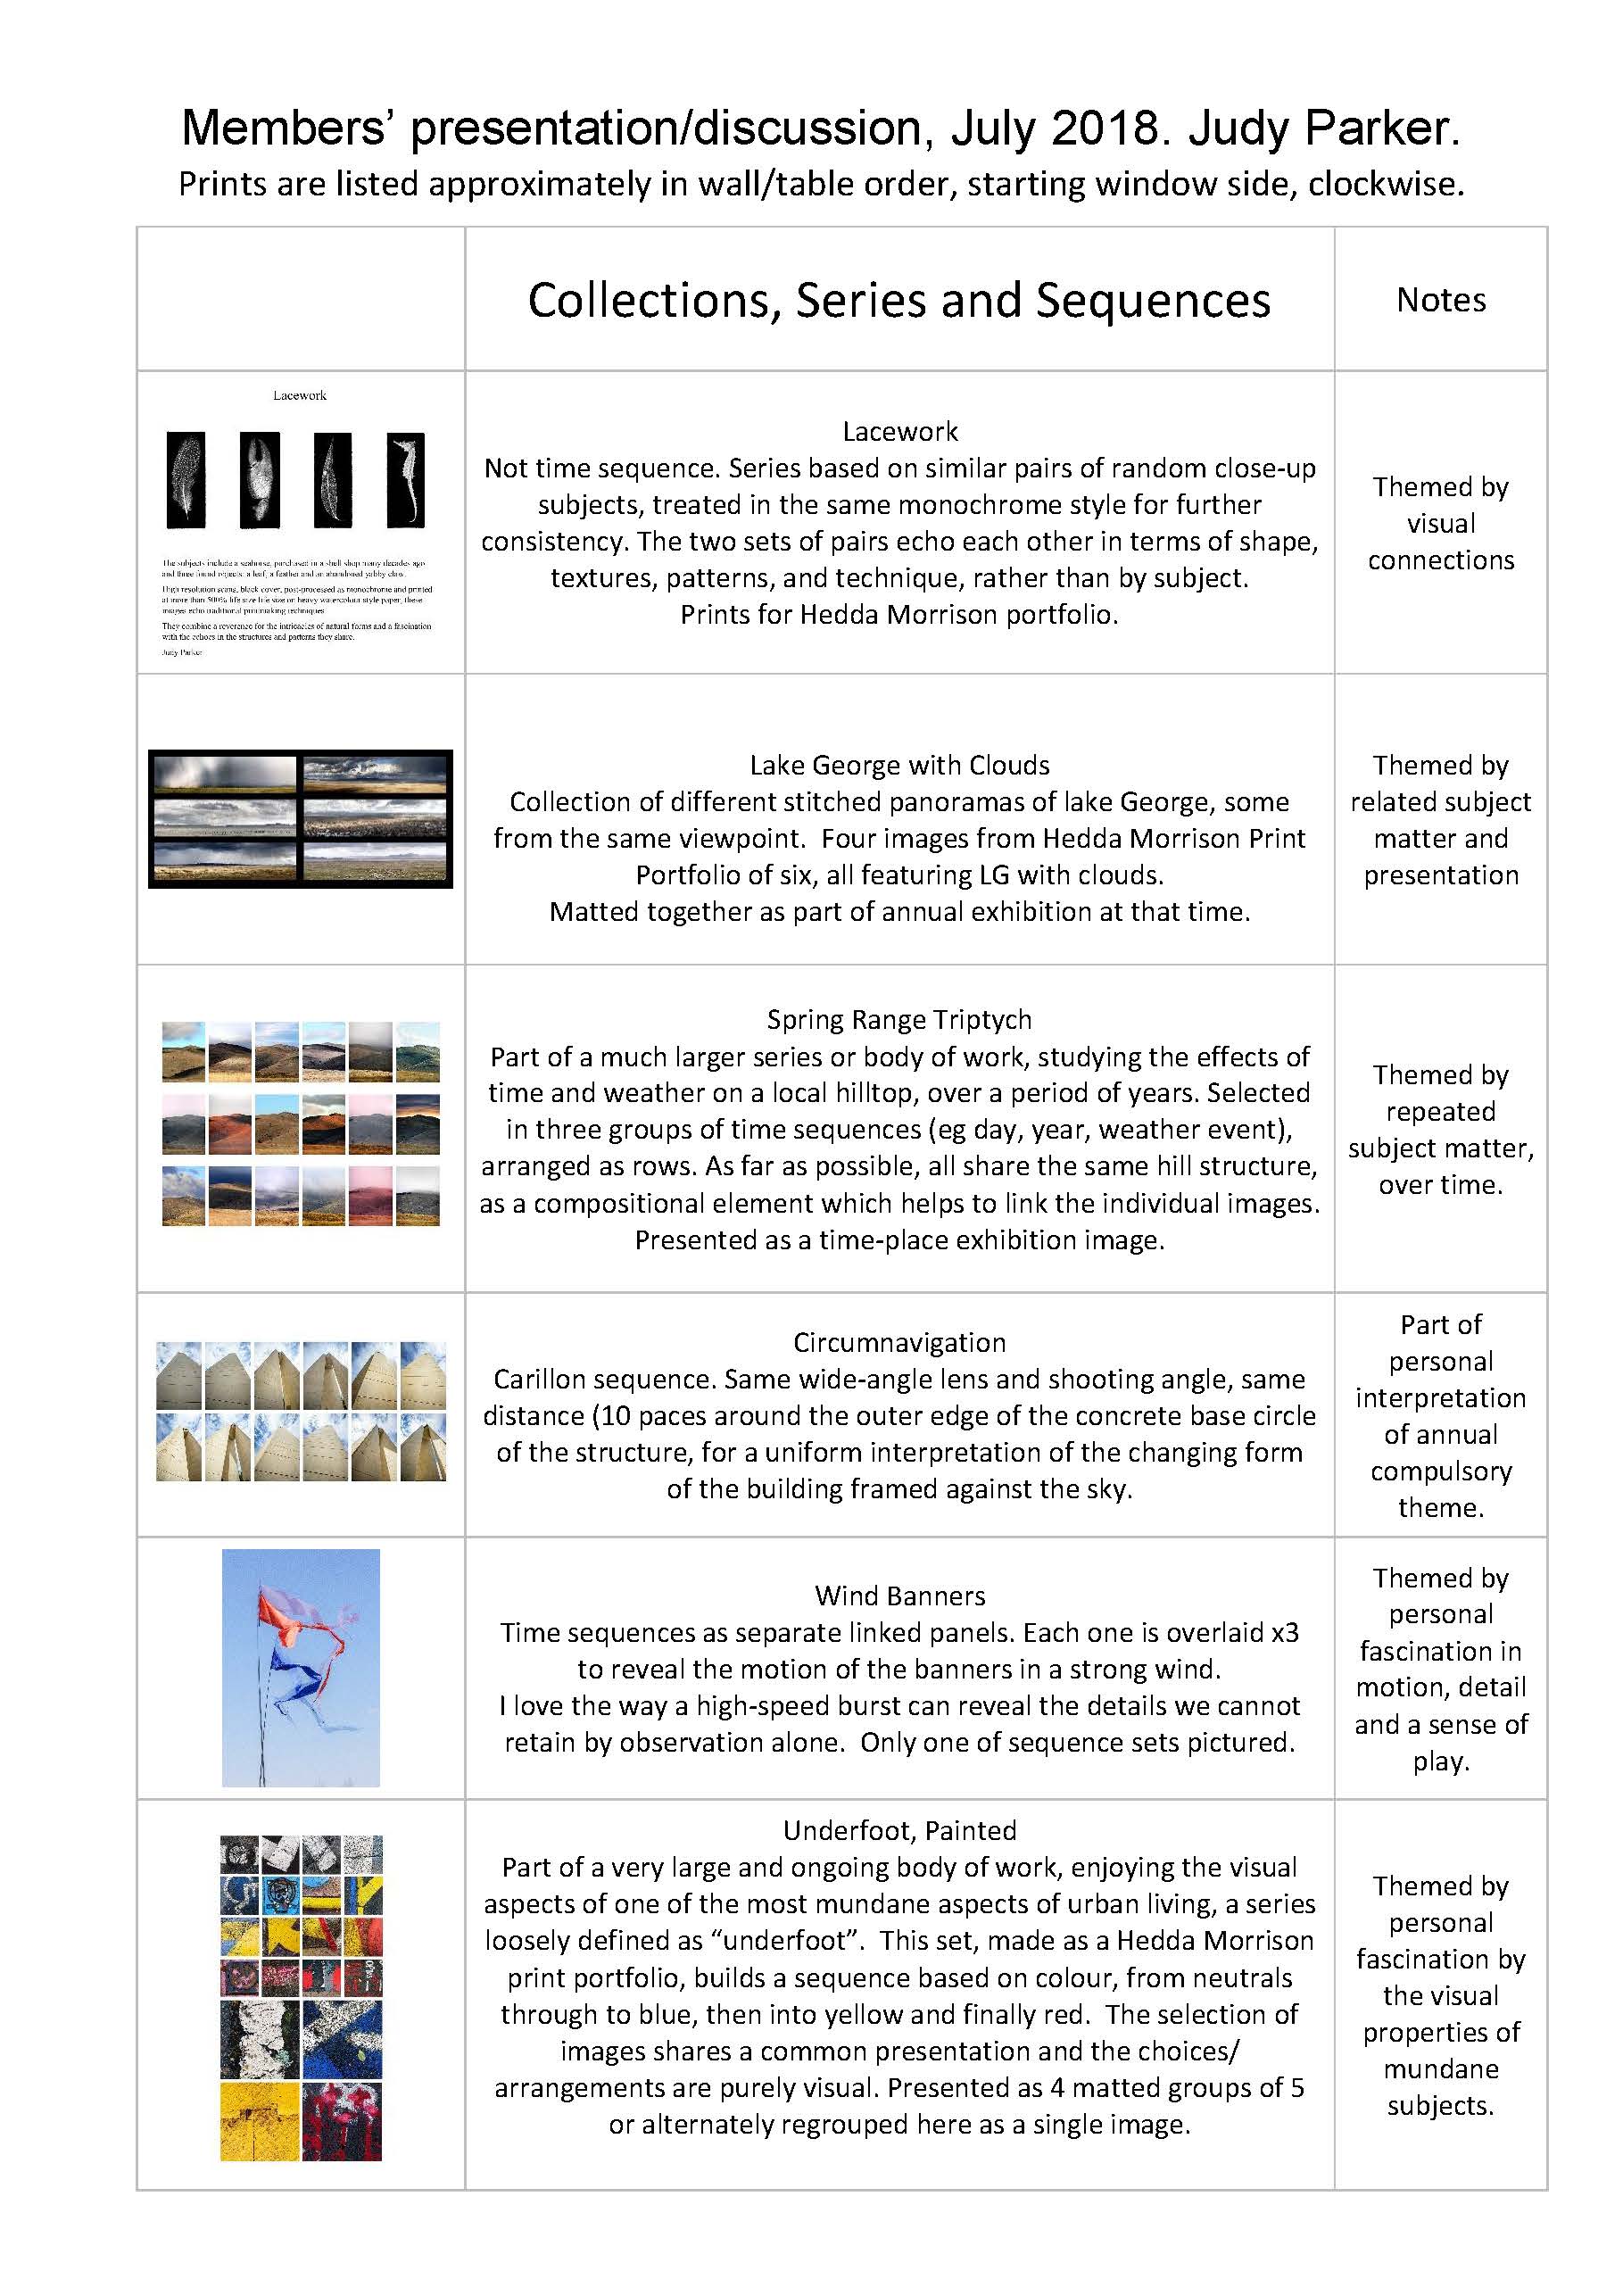 Members’ presentation/discussion, July 2018. Judy Parker.
Prints are listed approximately in wall/table order, starting window side, clockwise.
Collections, Series and Sequences
Notes
Lacework
The subjects include a seahorse, purchased in a shell shop many decades ago
and three found objects: a leaf, a feather and an abandoned yabby claw.
High resolution scans, black cover, post-processed as monochrome and printed
at more than 500% life size life size on heavy watercolour style paper, these
images echo traditional printmaking techniques
They combine a reverence for the intricacies of natural forms and a fascination
with the echoes in the structures and patterns they share.
Judy Parker
Lacework
Not time sequence. Series based on similar pairs of random close-up
subjects, treated in the same monochrome style for further
consistency. The two sets of pairs echo each other in terms of shape,
textures, patterns, and technique, rather than by subject.
Prints for Hedda Morrison portfolio.
Themed by
visual
connections
Lake George with Clouds
Collection of different stitched panoramas of lake George, some
from the same viewpoint.  Four images from Hedda Morrison Print
Portfolio of six, all featuring LG with clouds.
Matted together as part of annual exhibition at that time.
Themed by
related subject
matter and
presentation
Spring Range Triptych
Part of a much larger series or body of work, studying the effects of
time and weather on a local hilltop, over a period of years. Selected
in three groups of time sequences (eg day, year, weather event),
arranged as rows. As far as possible, all share the same hill structure,
as a compositional element which helps to link the individual images.
Presented as a time-place exhibition image.
Themed by
repeated
subject matter,
over time.
Circumnavigation
Carillon sequence. Same wide-angle lens and shooting angle, same
distance (10 paces around the outer edge of the concrete base circle
of the structure, for a uniform interpretation of the changing form
of the building framed against the sky.
Part of
personal
interpretation
of annual
compulsory
theme.
Wind Banners
Time sequences as separate linked panels. Each one is overlaid x3
to reveal the motion of the banners in a strong wind.
I love the way a high-speed burst can reveal the details we cannot
retain by observation alone.  Only one of sequence sets pictured.
Themed by
personal
fascination in
motion, detail
and a sense of
play.
Underfoot, Painted
Part of a very large and ongoing body of work, enjoying the visual
aspects of one of the most mundane aspects of urban living, a series
loosely defined as “underfoot”.  This set, made as a Hedda Morrison
print portfolio, builds a sequence based on colour, from neutrals
through to blue, then into yellow and finally red.  The selection of
images shares a common presentation and the choices/
arrangements are purely visual. Presented as 4 matted groups of 5
or alternately regrouped here as a single image.
Themed by
personal
fascination by
the visual
properties of
mundane
subjects.